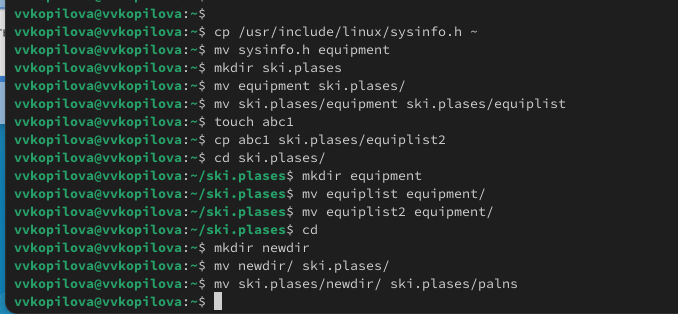 vvkopilova@vvkopilova:~$
vvkopilova@vvkopilova:~$ cp /usr/include/linux/sysinfo.h ~
vvkopilova@vvkopilova:~$ mv sysinfo.h equipment
vvkopilova@vvkopilova:~$ mkdir ski.plases
vvkopilova@vvkopilova:~$ mv equipment ski.plases/
vvkopilova@vvkopilova:~$ mv ski.plases/equipment ski.plases/equiplist
vvkopilova@vvkopilova:~$ touch abc1
vvkopilova@vvkopilova:~$ cp abc1 ski.plases/equiplist2
vvkopilova@vvkopilova:~$ cd ski.plases/
vvkopilova@vvkopilova:~/ski.plases$ mkdir equipment
vvkopilova@vvkopilova:~/ski.plases$ mv equiplist equipment/
vvkopilova@vvkopilova:~/ski.plases$ mv equiplist2 equipment/
vvkopilova@vvkopilova:~/ski.plases$ cd
vvkopilova@vvkopilova:~$ mkdir newdir
vvkopilova@vvkopilova:~$ mv newdir/ ski.plases/
vvkopilova@vvkopilova:~$ mv ski.plases/newdir/ ski.plases/palns
vvkopilova@vvkopilova:~$